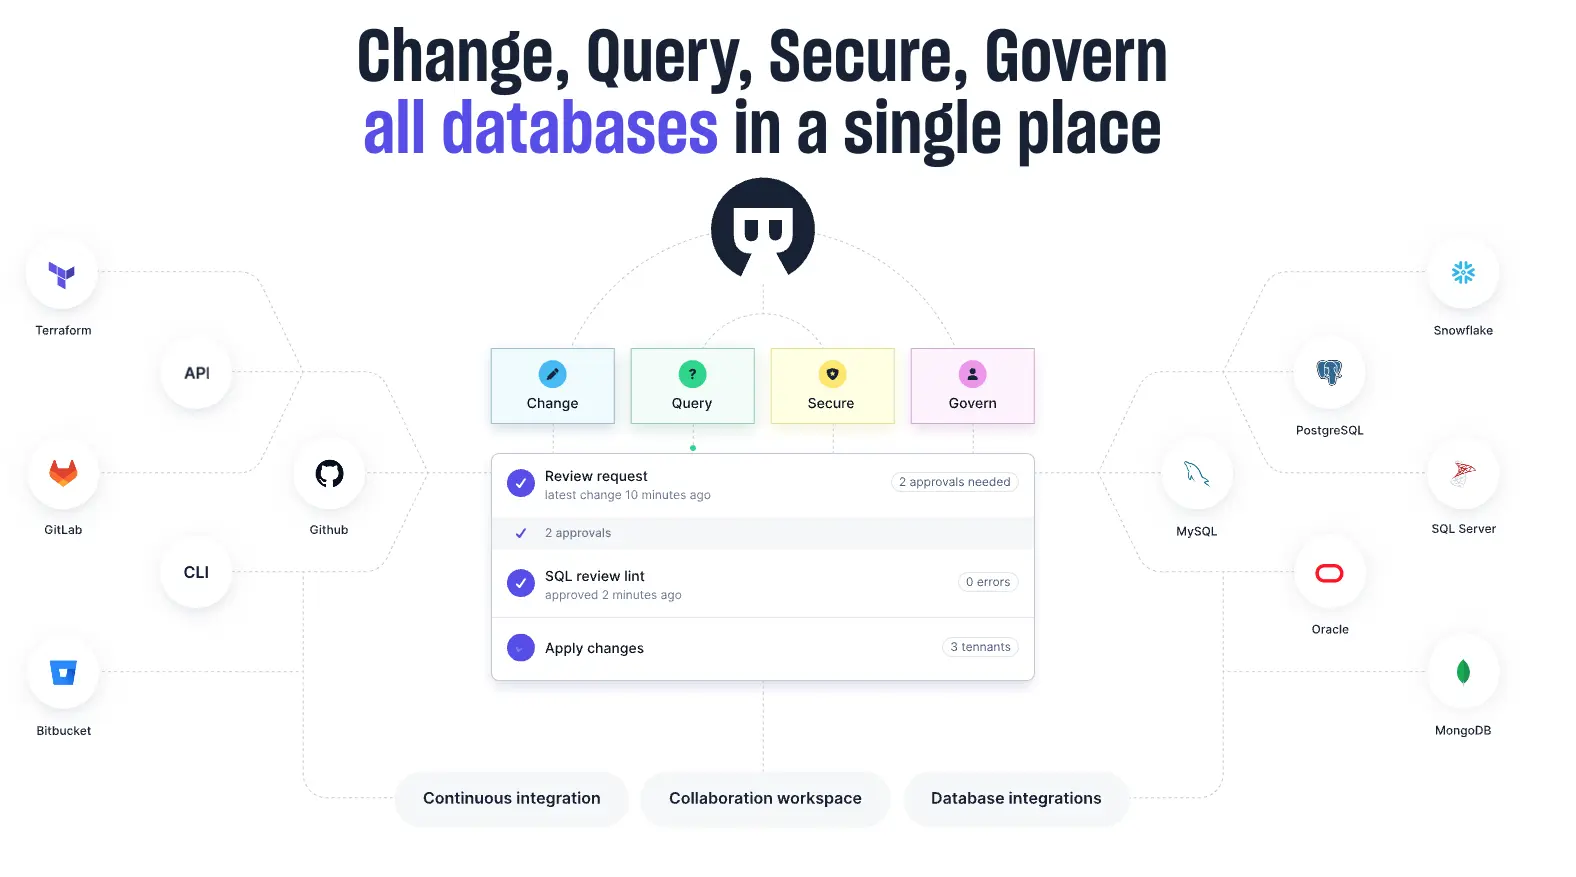 Change, Query, Secure, Govern
all databases in a single place
Terraform
API
GitLab
Github
CLI
Bitbucket
Change
Query
Secure
Govern
Review request
latest change 10 minutes ago
2 approvals needed
2 approvals
SQL review lint
approved 2 minutes ago
0 errors
Apply changes
3 tennants
Snowflake
PostgreSQL
MySQL
SQL Server
Oracle
MongoDB
Continuous integration
Collaboration workspace
Database integrations